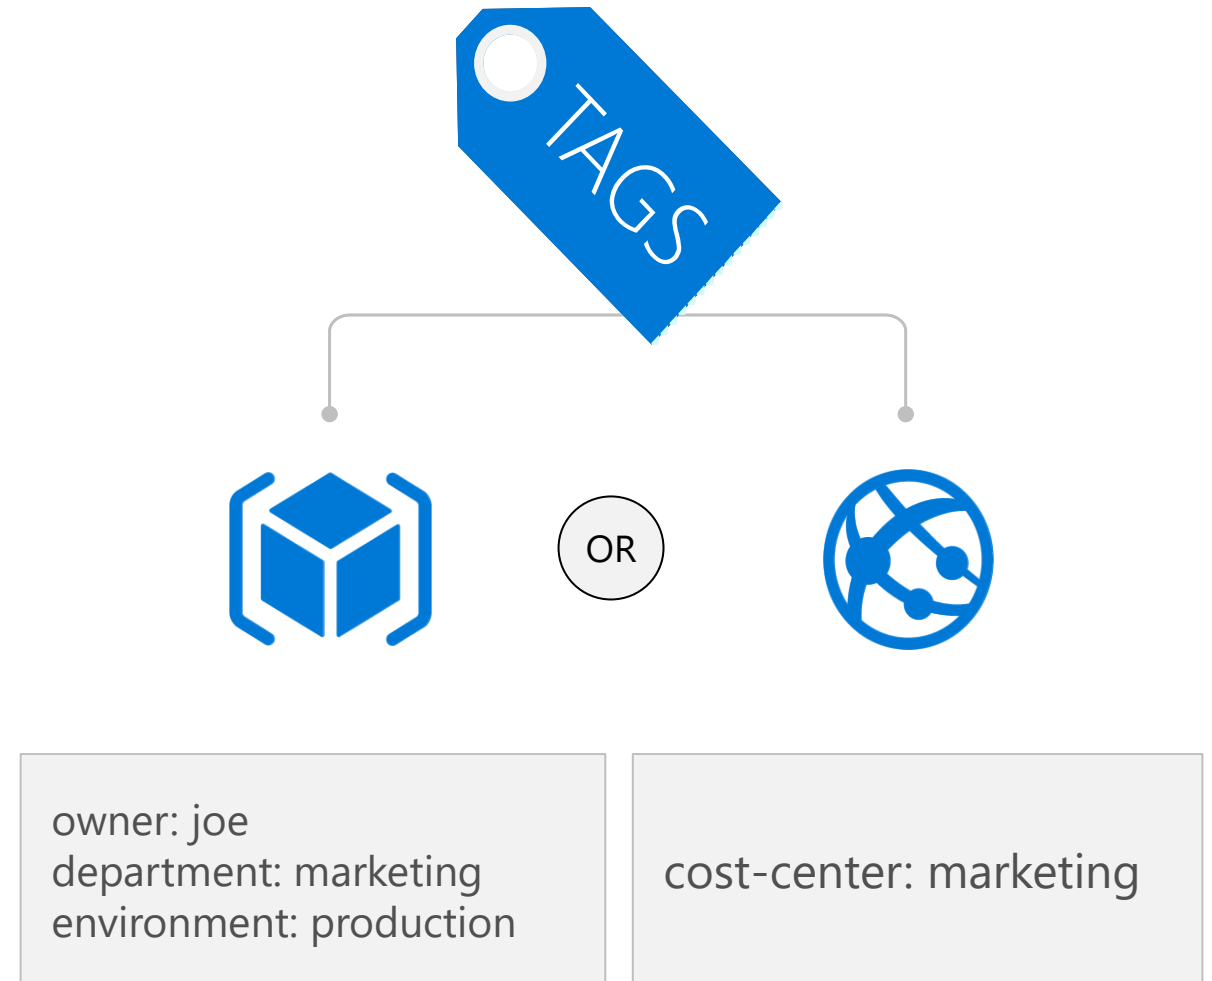 TAGS
OR
owner: joe
department: marketing
environment: production
cost-center: marketing